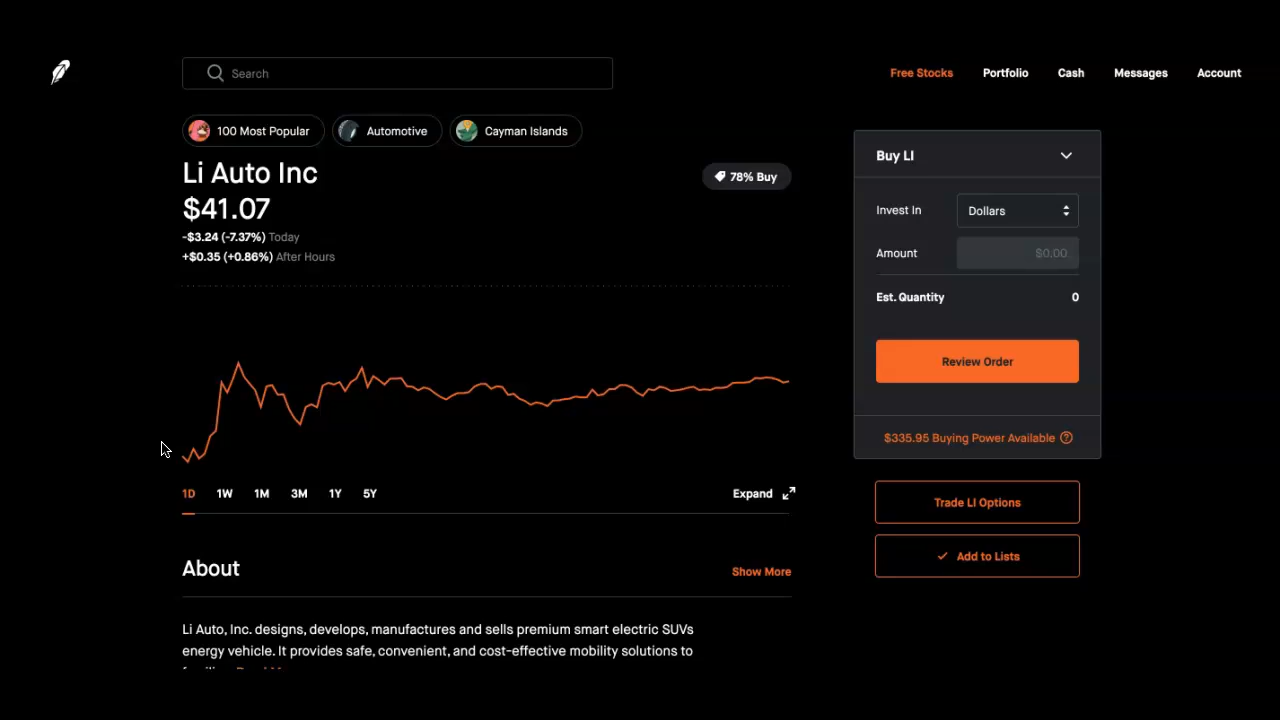 Search
Free Stocks
Portfolio
Cash
Messages
Account
100 Most Popular
Automotive
Cayman Islands
Li Auto Inc
$41.07
-$3.24 (-7.37%) Today
+$0.35 (+0.86%) After Hours
78% Buy
1D
1W
1M
3M
1Y
5Y
Expand
About
Show More
Li Auto, Inc. designs, develops, manufactures and sells premium smart electric SUVs
energy vehicle. It provides safe, convenient, and cost-effective mobility solutions to
Buy LI
Invest In
Dollars
Amount
$0.00
Est. Quantity
0
Review Order
$335.95 Buying Power Available
Trade LI Options
Add to Lists